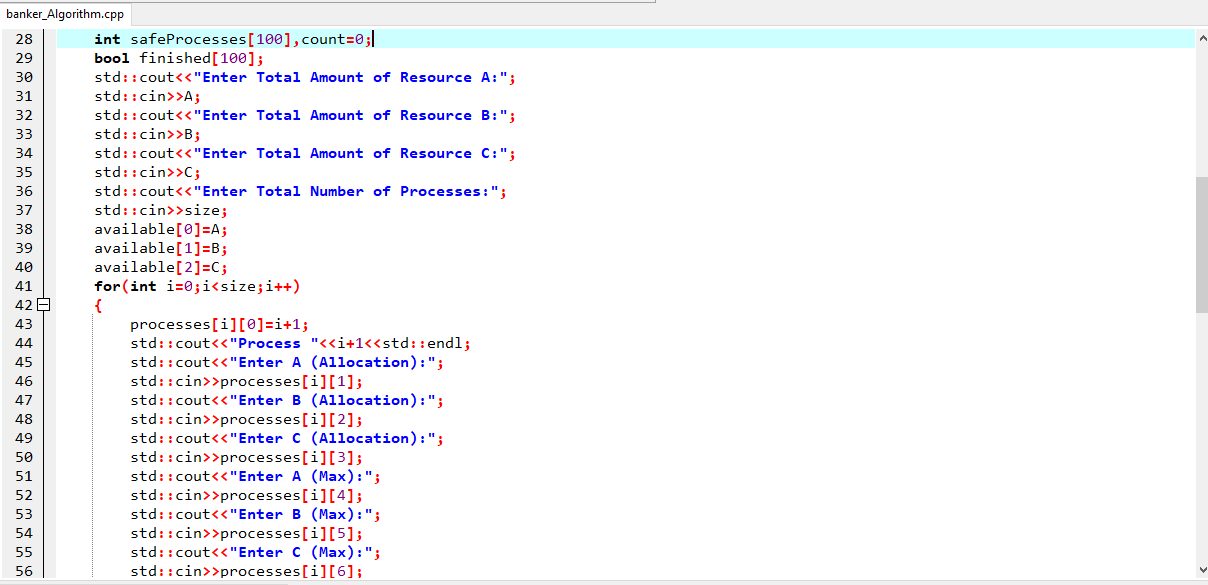 banker_Algorithm.cpp
28 int safeProcesses[100],count=0;
29 bool finished[100];
30 std::cout<<"Enter Total Amount of Resource A:";
31 std::cin>>A;
32 std::cout<<"Enter Total Amount of Resource B:";
33 std::cin>>B;
34 std::cout<<"Enter Total Amount of Resource C:";
35 std::cin>>C;
36 std::cout<<"Enter Total Number of Processes:";
37 std::cin>>size;
38 available[0]=A;
39 available[1]=B;
40 available[2]=C;
41 for(int i=0;i<size;i++)
42 {
43 processes[i][0]=i+1;
44 std::cout<<"Process "<<i+1<<std::endl;
45 std::cout<<"Enter A (Allocation):";
46 std::cin>>processes[i][1];
47 std::cout<<"Enter B (Allocation):";
48 std::cin>>processes[i][2];
49 std::cout<<"Enter C (Allocation):";
50 std::cin>>processes[i][3];
51 std::cout<<"Enter A (Max):";
52 std::cin>>processes[i][4];
53 std::cout<<"Enter B (Max):";
54 std::cin>>processes[i][5];
55 std::cout<<"Enter C (Max):";
56 std::cin>>processes[i][6];